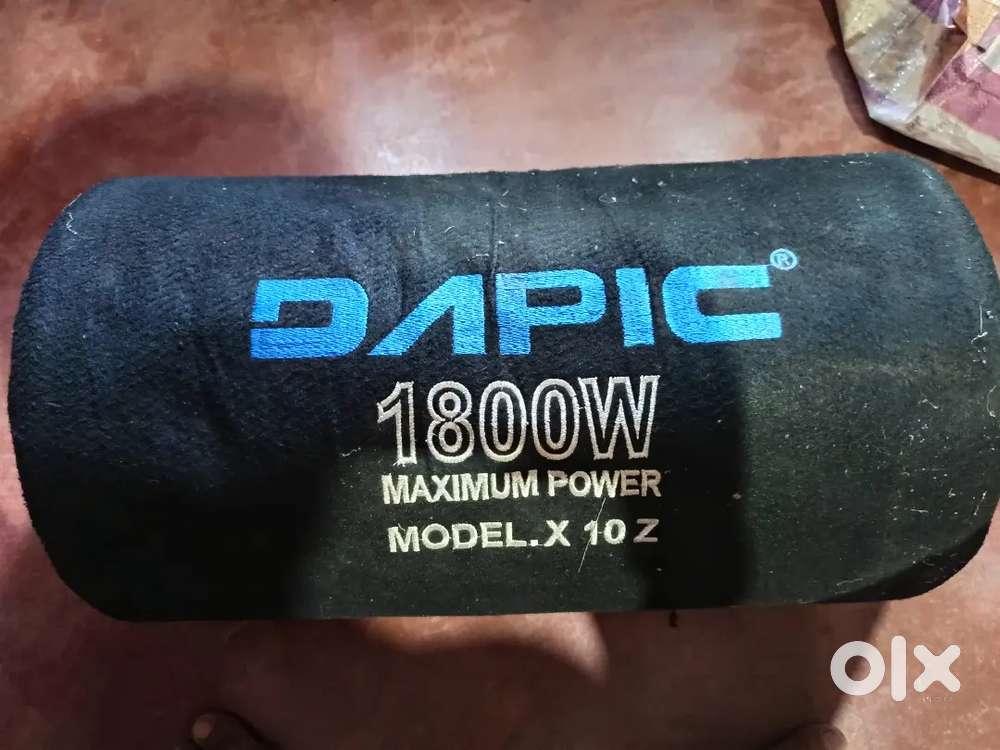 DAPIC®
1800W
MAXIMUM POWER
MODEL.X 10 Z
olx